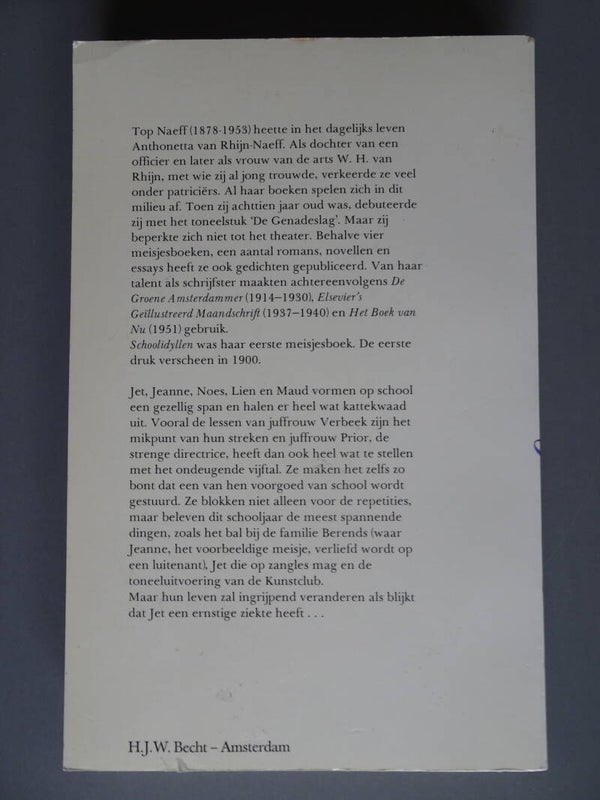 Top Naeff (1878-1953) heette in het dagelijks leven
Anthonetta van Rhijn-Naeff. Als dochter van een
officier en later als vrouw van de arts W. H. van
Rhijn, met wie zij al jong trouwde, verkeerde ze veel
onder patriciërs. Al haar boeken spelen zich in dit
milieu af. Toen zij achttien jaar oud was, debuteerde
zij met het toneelstuk 'De Genadeslag'. Maar zij
beperkte zich niet tot het theater. Behalve vier
meisjesboeken, een aantal romans, novellen en
essays heeft ze ook gedichten gepubliceerd. Van haar
talent als schrijfster maakten achtereenvolgens De
Groene Amsterdammer (1914–1930), Elsevier's
Geïllustreerd Maandschrift (1937–1940) en Het Boek van
Nu (1951) gebruik.
Schoolidyllen was haar eerste meisjesboek. De eerste
druk verscheen in 1900.
Jet, Jeanne, Noes, Lien en Maud vormen op school
een gezellig span en halen er heel wat kattekwaad
uit. Vooral de lessen van juffrouw Verbeek zijn het
mikpunt van hun streken en juffrouw Prior, de
strenge directrice, heeft dan ook heel wat te stellen
met het ondeugende vijftal. Ze maken het zelfs zo
bont dat een van hen voorgoed van school wordt
gestuurd. Ze blokken niet alleen voor de repetities,
maar beleven dit schooljaar de meest spannende
dingen, zoals het bal bij de familie Berends (waar
Jeanne, het voorbeeldige meisje, verliefd wordt op
een luitenant), Jet die op zangles mag en de
toneeluitvoering van de Kunstclub.
Maar hun leven zal ingrijpend veranderen als blijkt
dat Jet een ernstige ziekte heeft . . .
H.J.W. Becht – Amsterdam